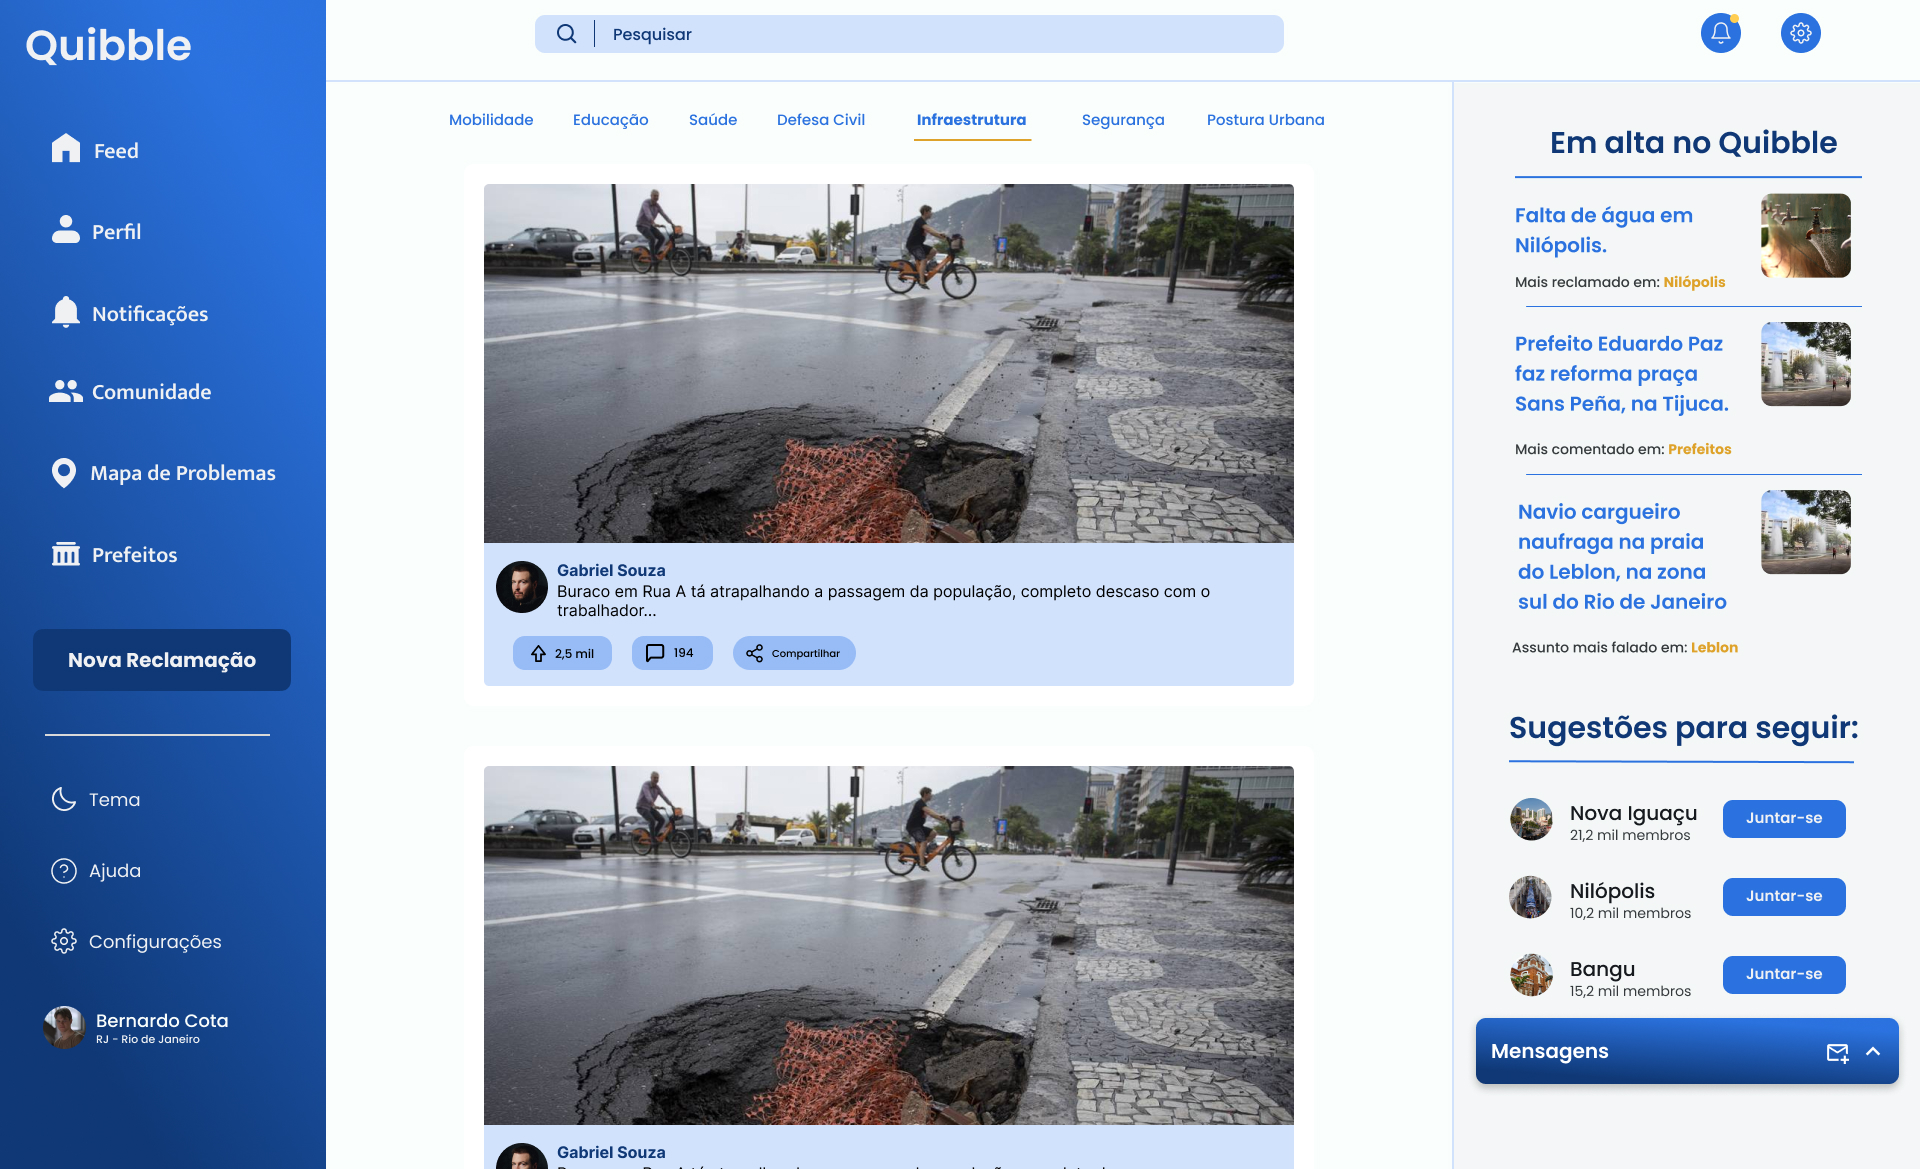 Quibble
Feed
Perfil
Notificações
Comunidade
Mapa de Problemas
Prefeitos
Nova Reclamação
Tema
Ajuda
Configurações
Bernardo Cota
RJ - Rio de Janeiro
Pesquisar
Mobilidade
Educação
Saúde
Defesa Civil
Infraestrutura
Segurança
Postura Urbana
Gabriel Souza
Buraco em Rua A tá atrapalhando a passagem da população, completo descaso com o
trabalhador...
2,5 mil
194
Compartilhar
Gabriel Souza
Em alta no Quibble
Falta de água em
Nilópolis.
Mais reclamado em: Nilópolis
Prefeito Eduardo Paz
faz reforma praça
Sans Peña, na Tijuca.
Mais comentado em: Prefeitos
Navio cargueiro
naufraga na praia
do Leblon, na zona
sul do Rio de Janeiro
Assunto mais falado em: Leblon
Sugestões para seguir:
Nova Iguaçu
21,2 mil membros
Juntar-se
Nilópolis
10,2 mil membros
Juntar-se
Bangu
15,2 mil membros
Juntar-se
Mensagens